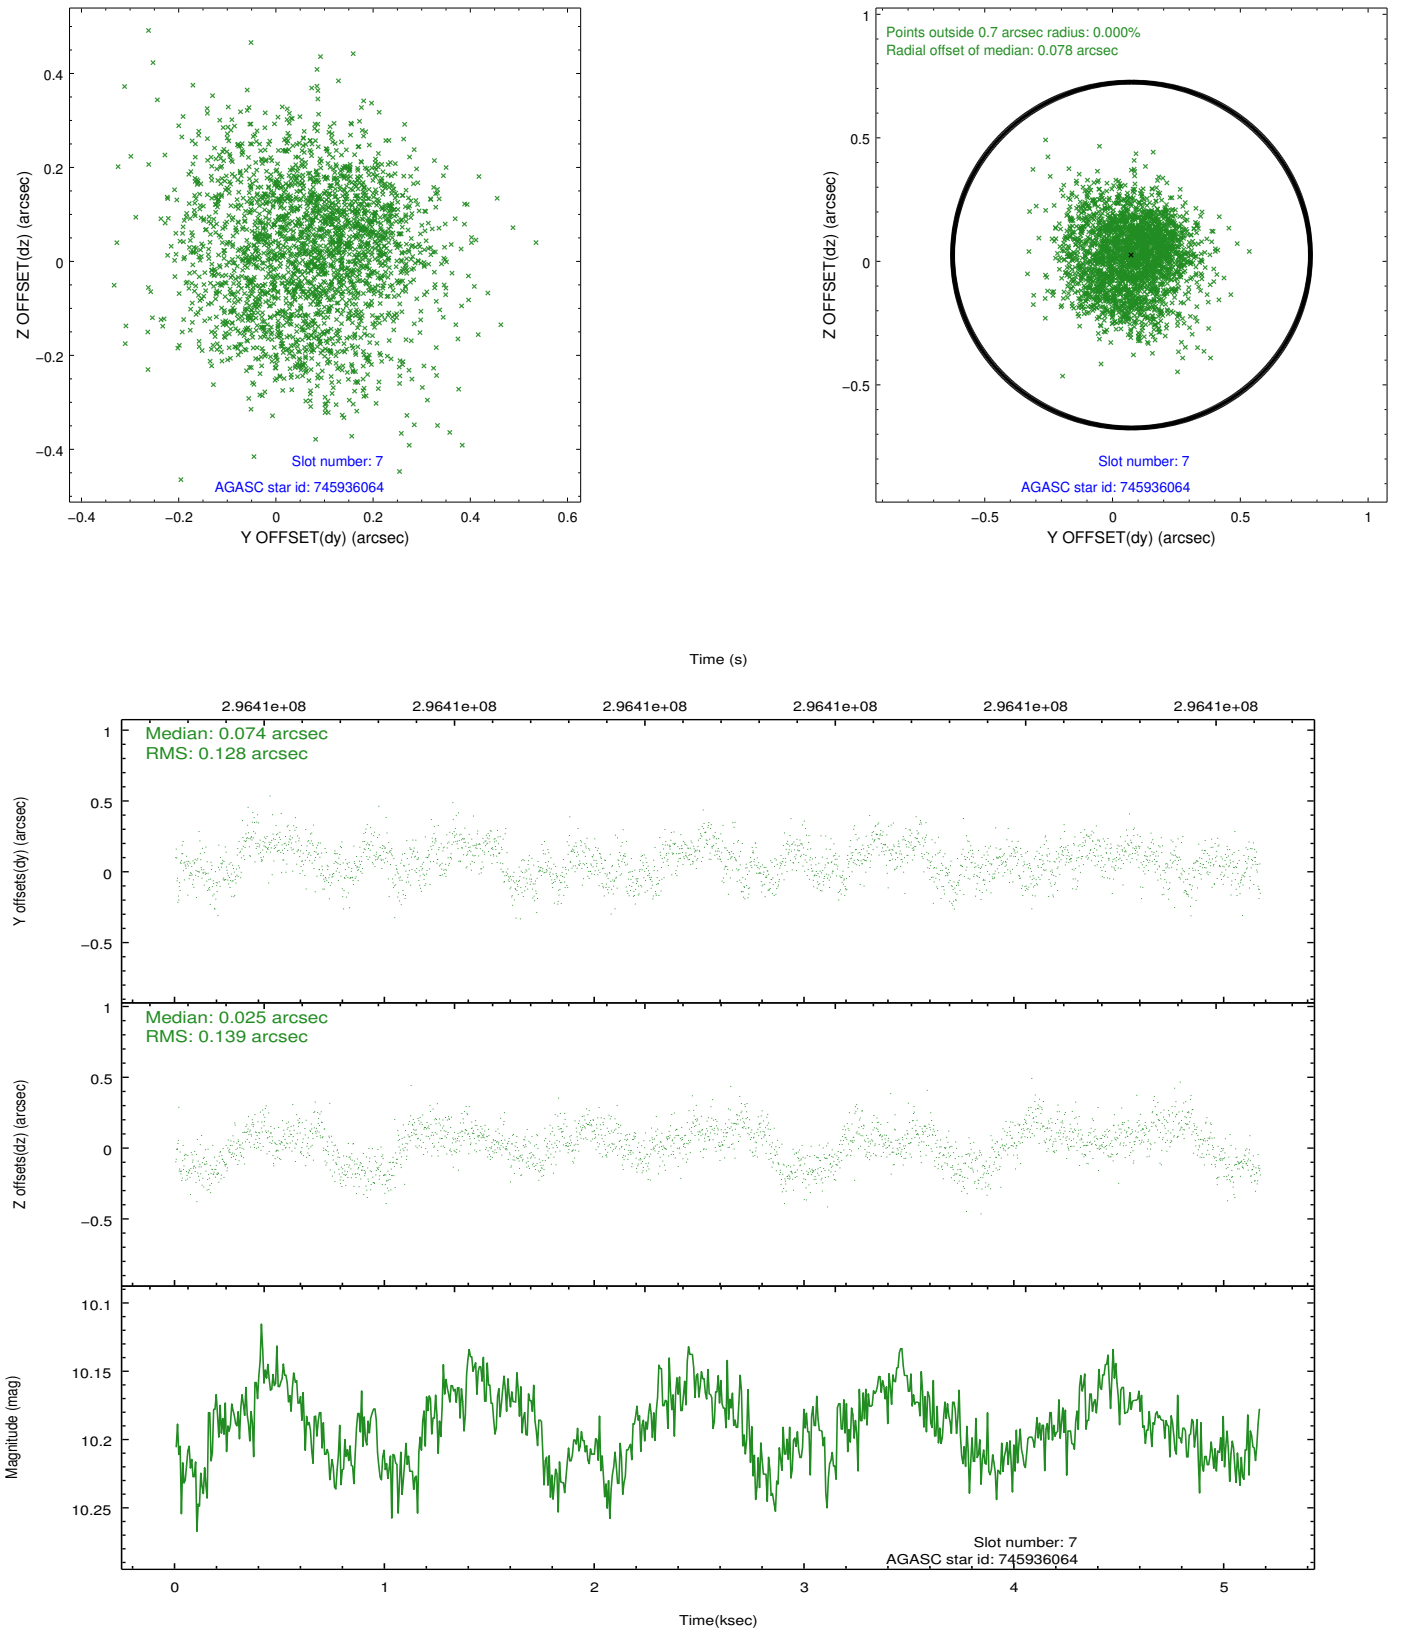 0.4
0.2
0
−0.2
−0.4
Z OFFSET(dz) (arcsec)
Slot number: 7
AGASC star id: 745936064
−0.4 −0.2 0 0.2 0.4 0.6
Y OFFSET(dy) (arcsec)
1
0.5
0
−0.5
Z OFFSET(dz) (arcsec)
Points outside 0.7 arcsec radius: 0.000%
Radial offset of median: 0.078 arcsec
Slot number: 7
AGASC star id: 745936064
−0.5 0 0.5 1
Y OFFSET(dy) (arcsec)
Time (s)
2.9641e+08 2.9641e+08 2.9641e+08 2.9641e+08 2.9641e+08 2.9641e+08
Median: 0.074 arcsec
RMS: 0.128 arcsec
1
0.5
0
−0.5
Y offsets(dy) (arcsec)
Median: 0.025 arcsec
RMS: 0.139 arcsec
1
0.5
0
−0.5
Z offsets(dz) (arcsec)
10.1
10.15
10.2
10.25
Magnitude (mag)
Slot number: 7
AGASC star id: 745936064
0 1 2 3 4 5
Time(ksec)